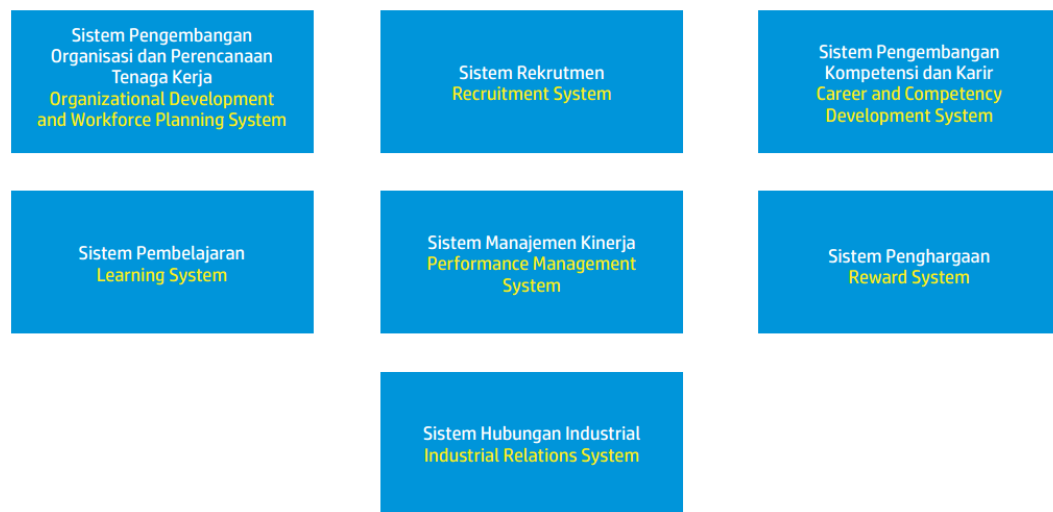 Sistem Pengembangan
Organisasi dan Perencanaan
Tenaga Kerja
Organizational Development
and Workforce Planning System
Sistem Rekrutmen
Recruitment System
Sistem Pengembangan
Kompetensi dan Karir
Career and Competency
Development System
Sistem Pembelajaran
Learning System
Sistem Manajemen Kinerja
Performance Management
System
Sistem Penghargaan
Reward System
Sistem Hubungan Industrial
Industrial Relations System